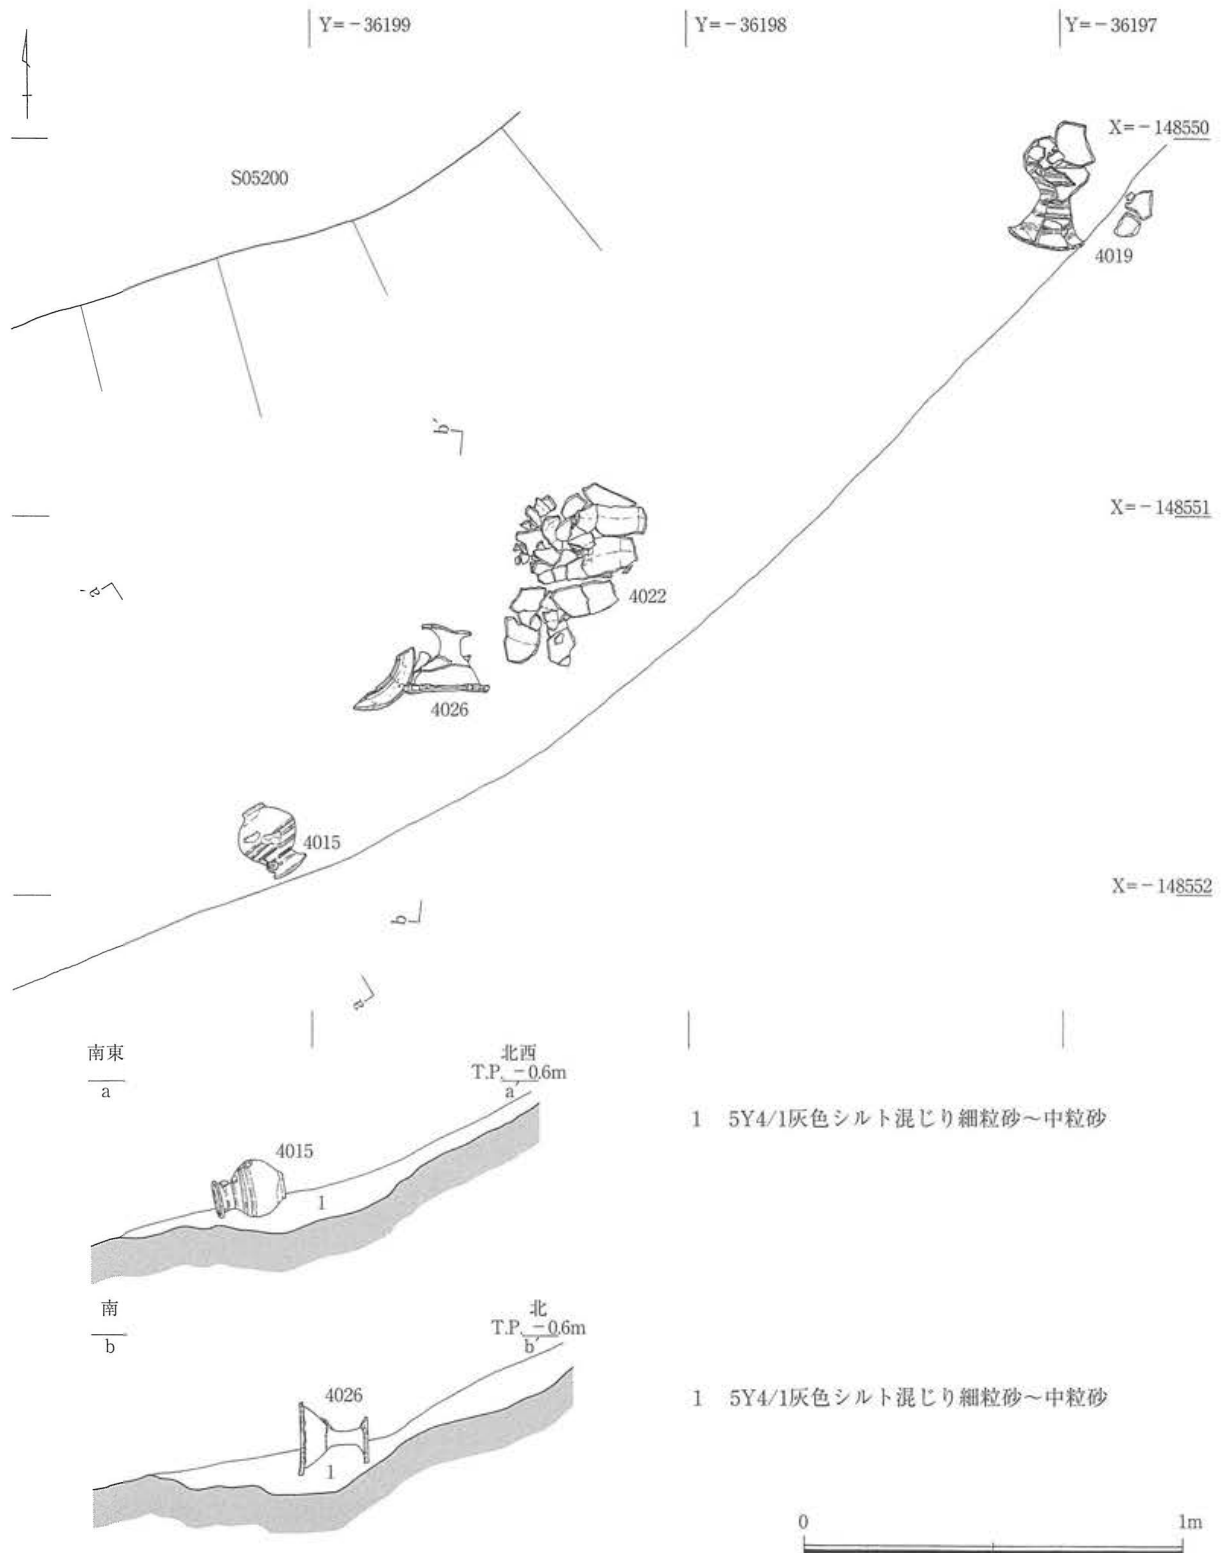 Y=－36199
Y=－36198
Y=－36197
X=－148550
S05200
4019
b′
X=－148551
a′
4022
4026
4015
X=－148552
b
a
南東
a
北西
T.P. －0.6m
a′
4015
1
1 5Y4/1灰色シルト混じり細粒砂～中粒砂
南
b
北
T.P. －0.6m
b′
4026
1
1 5Y4/1灰色シルト混じり細粒砂～中粒砂
0
1m